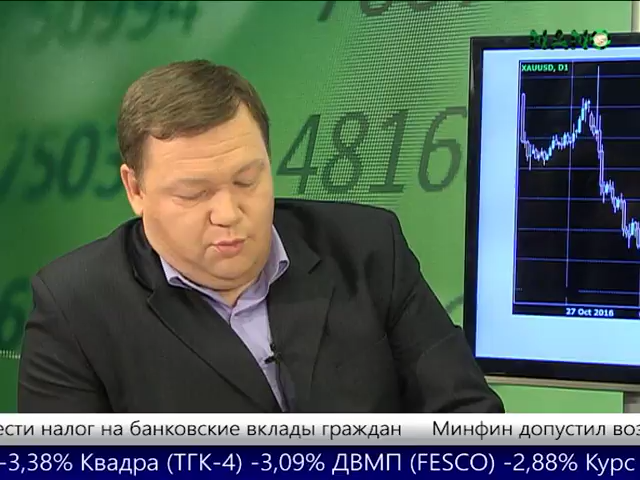 4816
XAUUSD, D1
27 Oct 2016
ести налог на банковские вклады граждан Минфин допустил воз
-3,38% Квадра (ТГК-4) -3,09% ДВМП (FESCO) -2,88% Курс